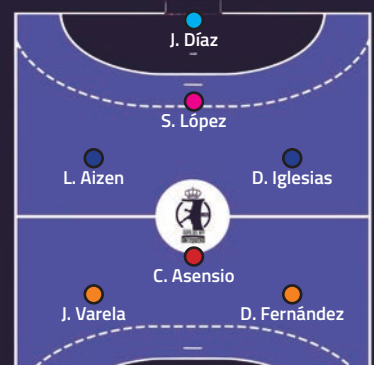 J. Díaz
S. López
L. Aizen
D. Iglesias
C. Asensio
J. Varela
D. Fernández